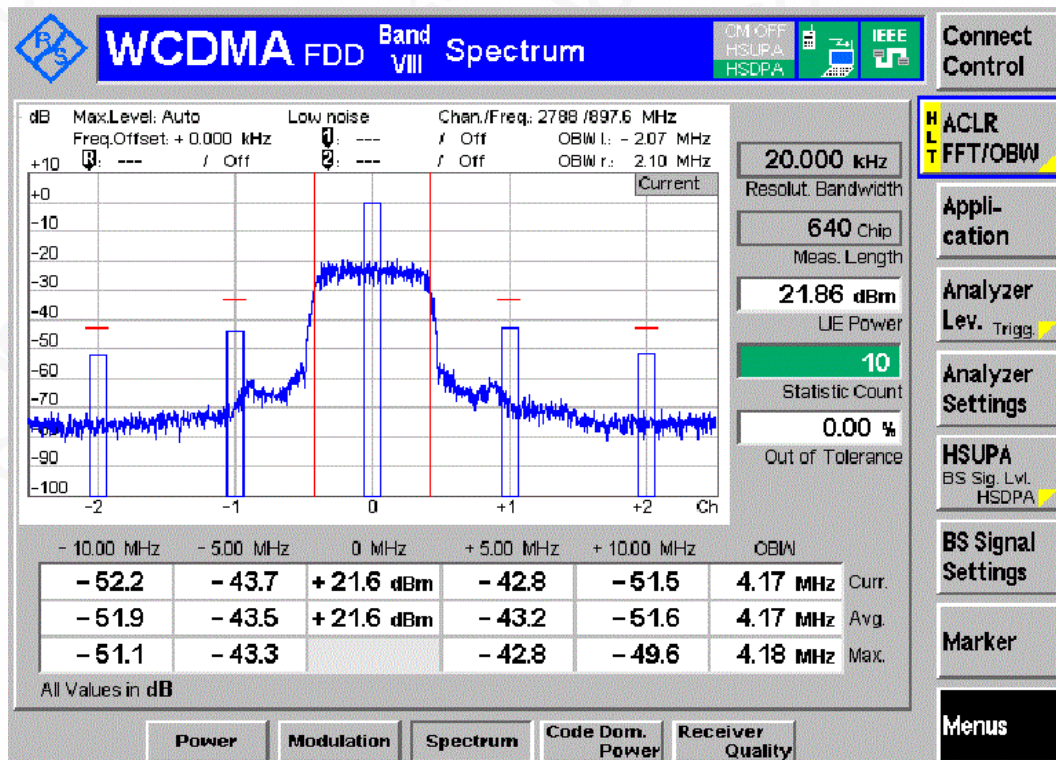 R&S
WCDMA FDD Band VIII Spectrum
CM OFF
HSUPA
HSDPA
IEEE
Connect Control
dB Max.Level: Auto Low noise Chan./Freq.: 2788 /897.6 MHz
Freq.Offset: + 0.000 kHz 1: --- / Off OBW l.: - 2.07 MHz
R: --- / Off 2: --- / Off OBW r.: 2.10 MHz
Current
+10
+0
-10
-20
-30
-40
-50
-60
-70
-90
-100
-2 -1 0 +1 +2 Ch
20.000 kHz
Resolut. Bandwidth
640 Chip
Meas. Length
21.86 dBm
UE Power
10
Statistic Count
0.00 %
Out of Tolerance
- 10.00 MHz - 5.00 MHz 0 MHz + 5.00 MHz + 10.00 MHz OBW
- 52.2 - 43.7 + 21.6 dBm - 42.8 - 51.5 4.17 MHz Curr.
- 51.9 - 43.5 + 21.6 dBm - 43.2 - 51.6 4.17 MHz Avg.
- 51.1 - 43.3 - 42.8 - 49.6 4.18 MHz Max.
All Values in dB
HLT
ACLR
FFT/OBW
Appli-
cation
Analyzer
Lev. Trigg.
Analyzer
Settings
HSUPA
BS Sig. Lvl.
HSDPA
BS Signal
Settings
Marker
Menus
Power
Modulation
Spectrum
Code Dom.
Power
Receiver
Quality